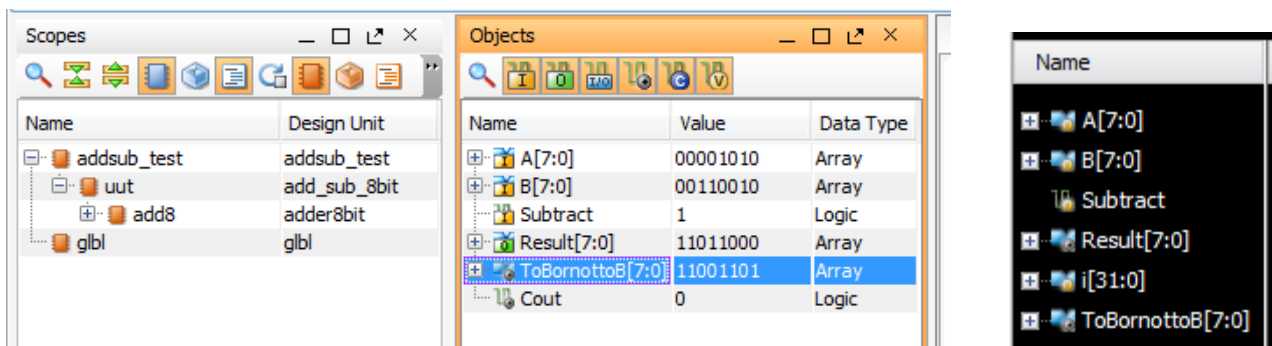 Scopes
Name Design Unit
addsub_test addsub_test
uut add_sub_8bit
add8 adder8bit
glbl glbl
Objects
I O I/O C V
Name Value Data Type
A[7:0] 00001010 Array
B[7:0] 00110010 Array
Subtract 1 Logic
Result[7:0] 11011000 Array
ToBornottoB[7:0] 11001101 Array
Cout 0 Logic
Name
A[7:0]
B[7:0]
Subtract
Result[7:0]
i[31:0]
ToBornottoB[7:0]